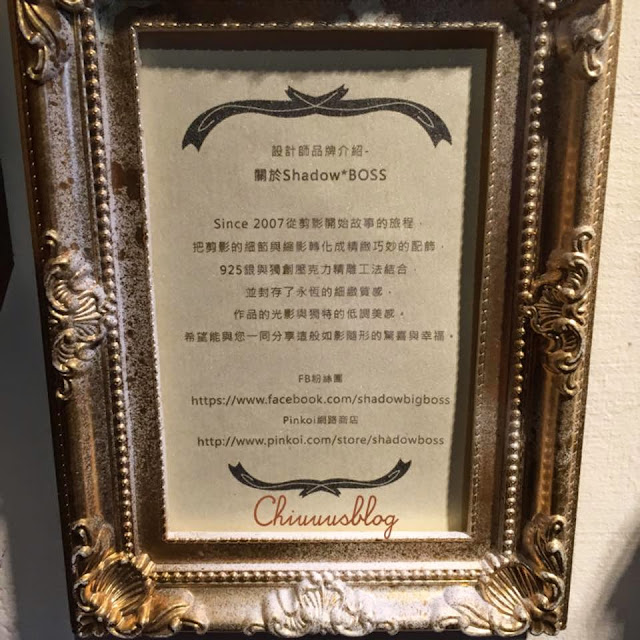 設計師品牌介紹-
關於Shadow*BOSS
Since 2007從剪影開始故事的旅程，
把剪影的細節與縮影轉化成精緻巧妙的配飾，
925銀與獨創壓克力精雕工法結合，
並封存了永恆的細緻質感，
作品的光影與獨特的低調美感。
希望能與您一同分享這般如影隨形的驚喜與幸福。
FB粉絲團
https://www.facebook.com/shadowbigboss
Pinkoi網路商店
http://www.pinkoi.com/store/shadowboss
Chiuuusblog